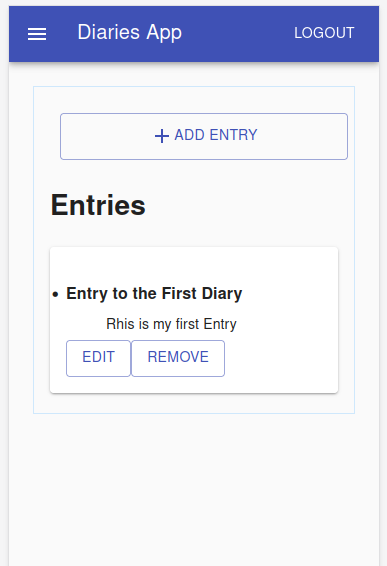 Diaries App
LOGOUT
ADD ENTRY
Entries
Entry to the First Diary
Rhis is my first Entry
EDIT
REMOVE